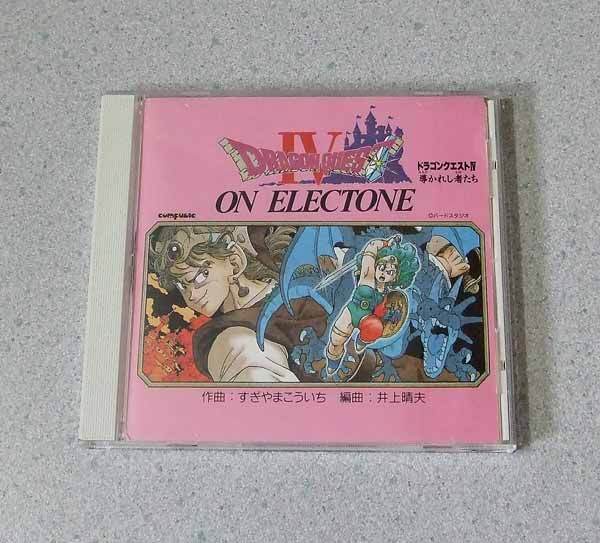 DRAGON QUEST
IV
ドラゴンクエストIV
導かれし者たち
ON ELECTONE
compusic
©バードスタジオ
作曲：すぎやまこういち 編曲：井上晴夫